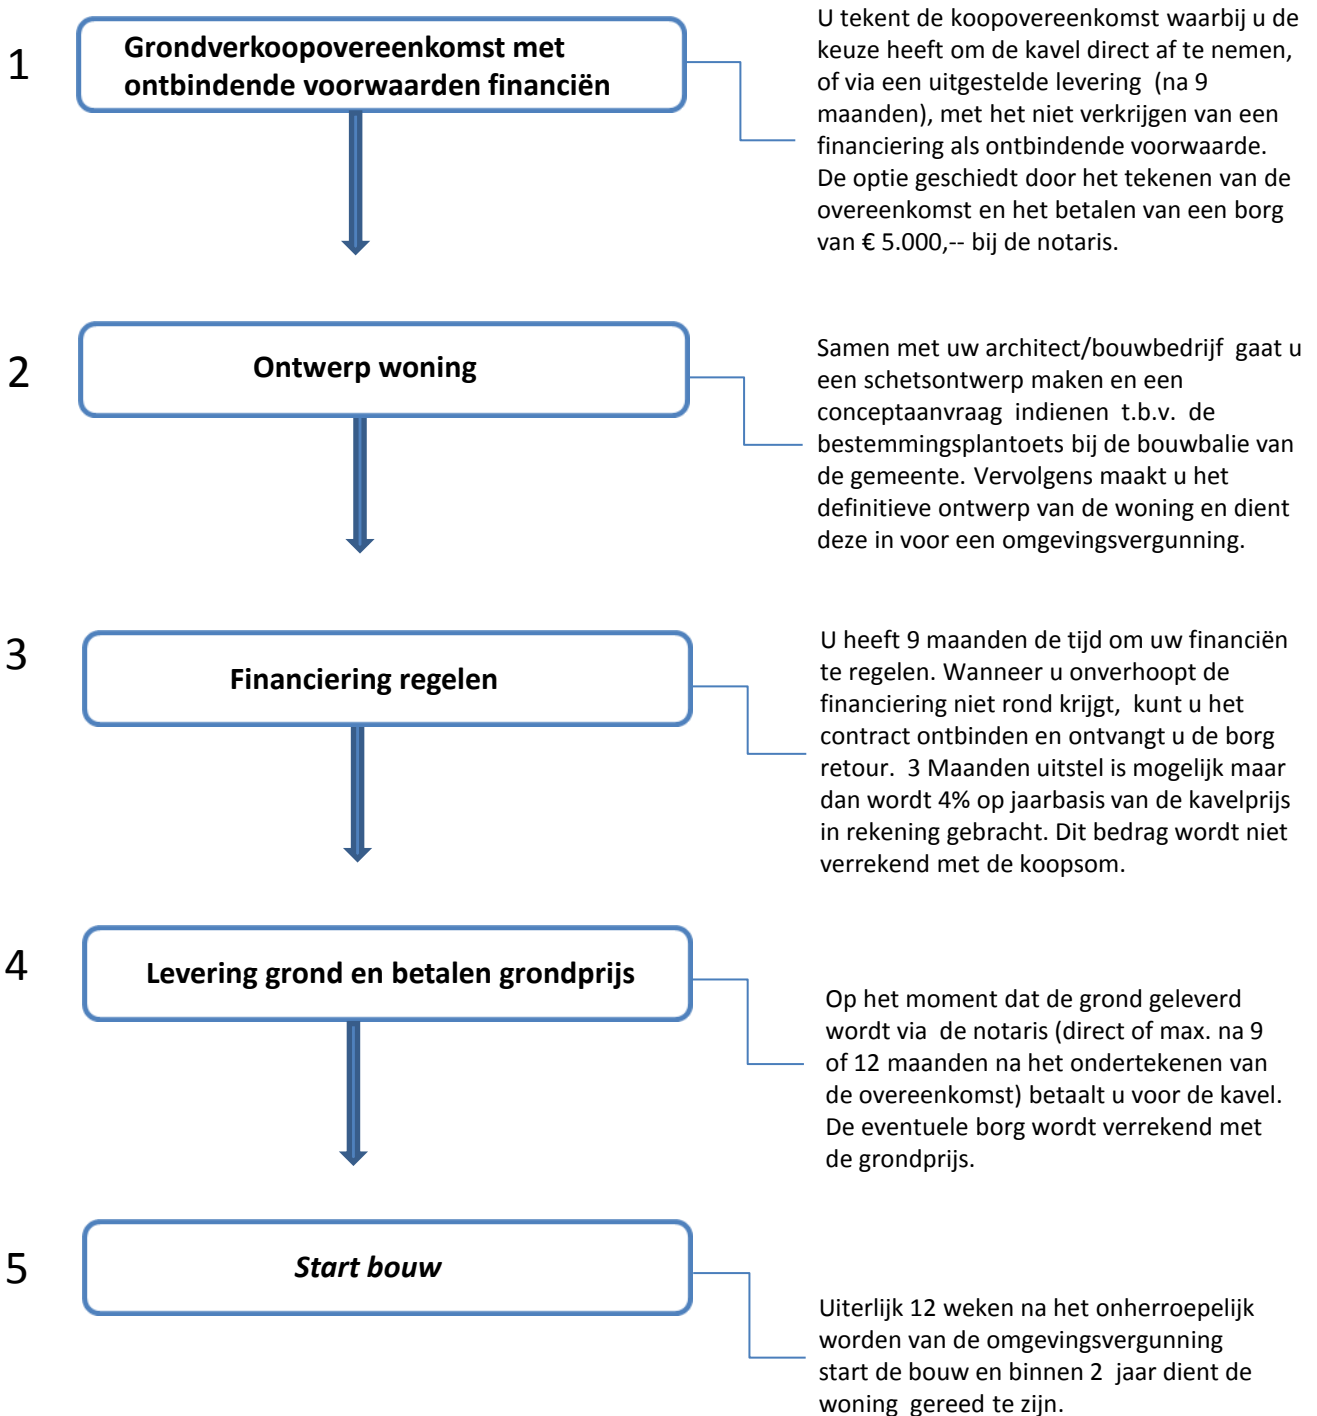 1
Grondverkoopovereenkomst met
ontbindende voorwaarden financiën
U tekent de koopovereenkomst waarbij u de
keuze heeft om de kavel direct af te nemen,
of via een uitgestelde levering (na 9
maanden), met het niet verkrijgen van een
financiering als ontbindende voorwaarde.
De optie geschiedt door het tekenen van de
overeenkomst en het betalen van een borg
van € 5.000,-- bij de notaris.
2
Ontwerp woning
Samen met uw architect/bouwbedrijf gaat u
een schetsontwerp maken en een
conceptaanvraag indienen t.b.v. de
bestemmingsplantoets bij de bouwbalie van
de gemeente. Vervolgens maakt u het
definitieve ontwerp van de woning en dient
deze in voor een omgevingsvergunning.
3
Financiering regelen
U heeft 9 maanden de tijd om uw financiën
te regelen. Wanneer u onverhoopt de
financiering niet rond krijgt, kunt u het
contract ontbinden en ontvangt u de borg
retour. 3 Maanden uitstel is mogelijk maar
dan wordt 4% op jaarbasis van de kavelprijs
in rekening gebracht. Dit bedrag wordt niet
verrekend met de koopsom.
4
Levering grond en betalen grondprijs
Op het moment dat de grond geleverd
wordt via de notaris (direct of max. na 9
of 12 maanden na het ondertekenen van
de overeenkomst) betaalt u voor de kavel.
De eventuele borg wordt verrekend met
de grondprijs.
5
Start bouw
Uiterlijk 12 weken na het onherroepelijk
worden van de omgevingsvergunning
start de bouw en binnen 2 jaar dient de
woning gereed te zijn.